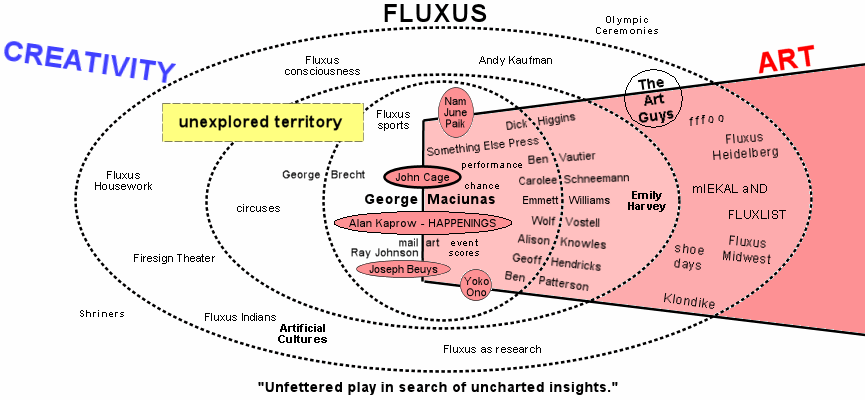 FLUXUS
Olympic
Ceremonies
CREATIVITY
ART
Fluxus
consciousness
Andy Kaufman
The
Art
Guys
unexplored territory
Fluxus
sports
Nam
June
Paik
Dick Higgins
fffoo
Fluxus
Heidelberg
Something Else Press
performance
Ben Vautier
George Brecht
John Cage
chance
Carolee Schneemann
Fluxus
Housework
mIEKAL aND
George Maciunas
Emmett Williams
Emily
Harvey
circuses
FLUXLIST
Alan Kaprow - HAPPENINGS
Wolf Vostell
mail art
event
scores
Ray Johnson
Alison Knowles
shoe
days
Fluxus
Midwest
Firesign Theater
Joseph Beuys
Geoff Hendricks
Yoko
Ono
Ben Patterson
Klondike
Shriners
Fluxus Indians
Artificial
Cultures
Fluxus as research
"Unfettered play in search of uncharted insights."